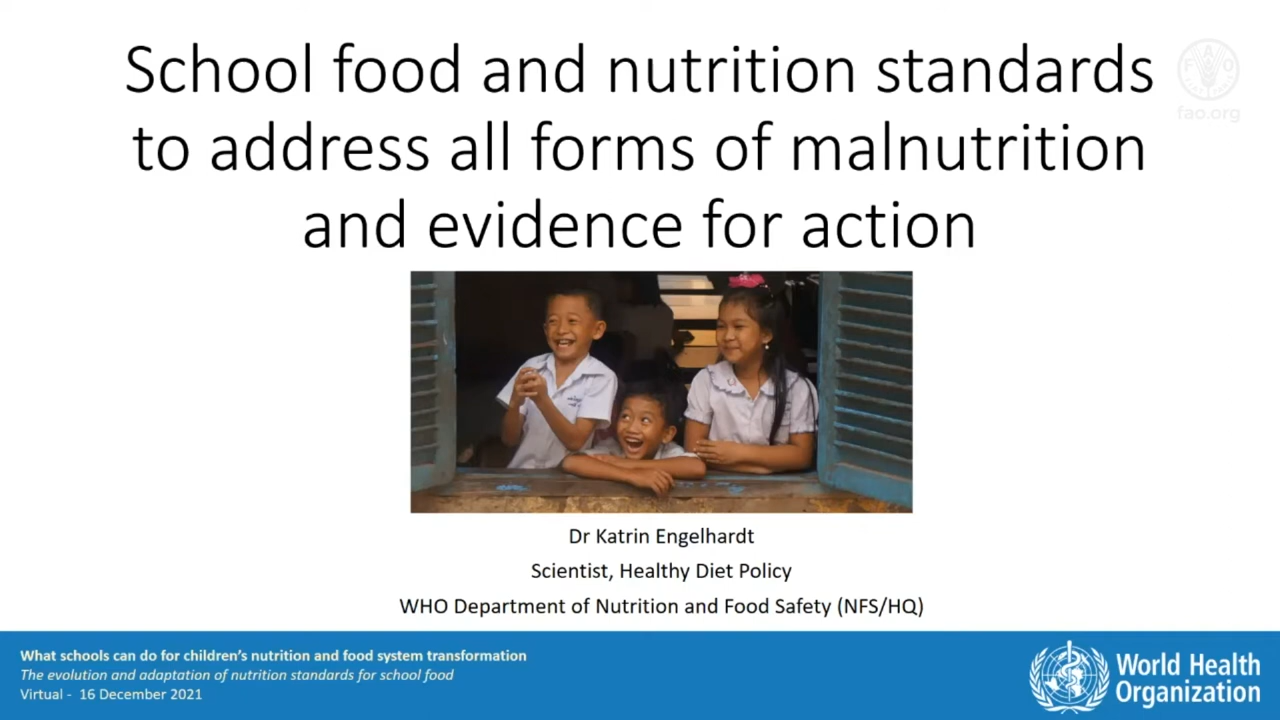 School food and nutrition standards
to address all forms of malnutrition
and evidence for action
fao.org
Dr Katrin Engelhardt
Scientist, Healthy Diet Policy
WHO Department of Nutrition and Food Safety (NFS/HQ)
What schools can do for children's nutrition and food system transformation
The evolution and adaptation of nutrition standards for school food
Virtual - 16 December 2021
World Health
Organization